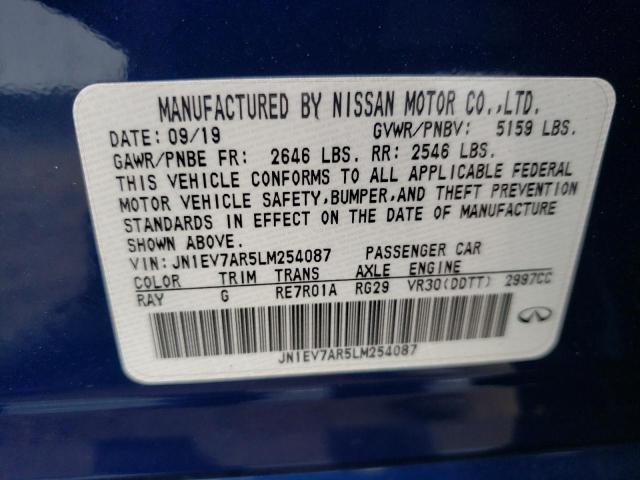 MANUFACTURED BY NISSAN MOTOR CO.,LTD.
DATE: 09/19 GVWR/PNBV: 5159 LBS.
GAWR/PNBE FR: 2646 LBS. RR: 2546 LBS.
THIS VEHICLE CONFORMS TO ALL APPLICABLE FEDERAL
MOTOR VEHICLE SAFETY,BUMPER,AND THEFT PREVENTION
STANDARDS IN EFFECT ON THE DATE OF MANUFACTURE
SHOWN ABOVE.
VIN: JN1EV7AR5LM254087 PASSENGER CAR
COLOR TRIM TRANS AXLE ENGINE
RAY G RE7R01A RG29 VR30(DDTT) 2997CC
JN1EV7AR5LM254087